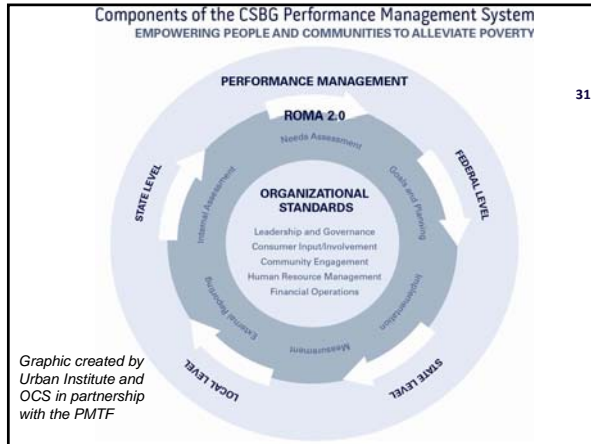 Components of the CSBG Performance Management System
EMPOWERING PEOPLE AND COMMUNITIES TO ALLEVIATE POVERTY
31
PERFORMANCE MANAGEMENT
ROMA 2.0
Needs Assessment
Goals and Planning
FEDERAL LEVEL
Implementation
STATE LEVEL
Measurement
External Reporting
LOCAL LEVEL
Internal Assessment
STATE LEVEL
ORGANIZATIONAL
STANDARDS
Leadership and Governance
Consumer Input/Involvement
Community Engagement
Human Resource Management
Financial Operations
Graphic created by
Urban Institute and
OCS in partnership
with the PMTF